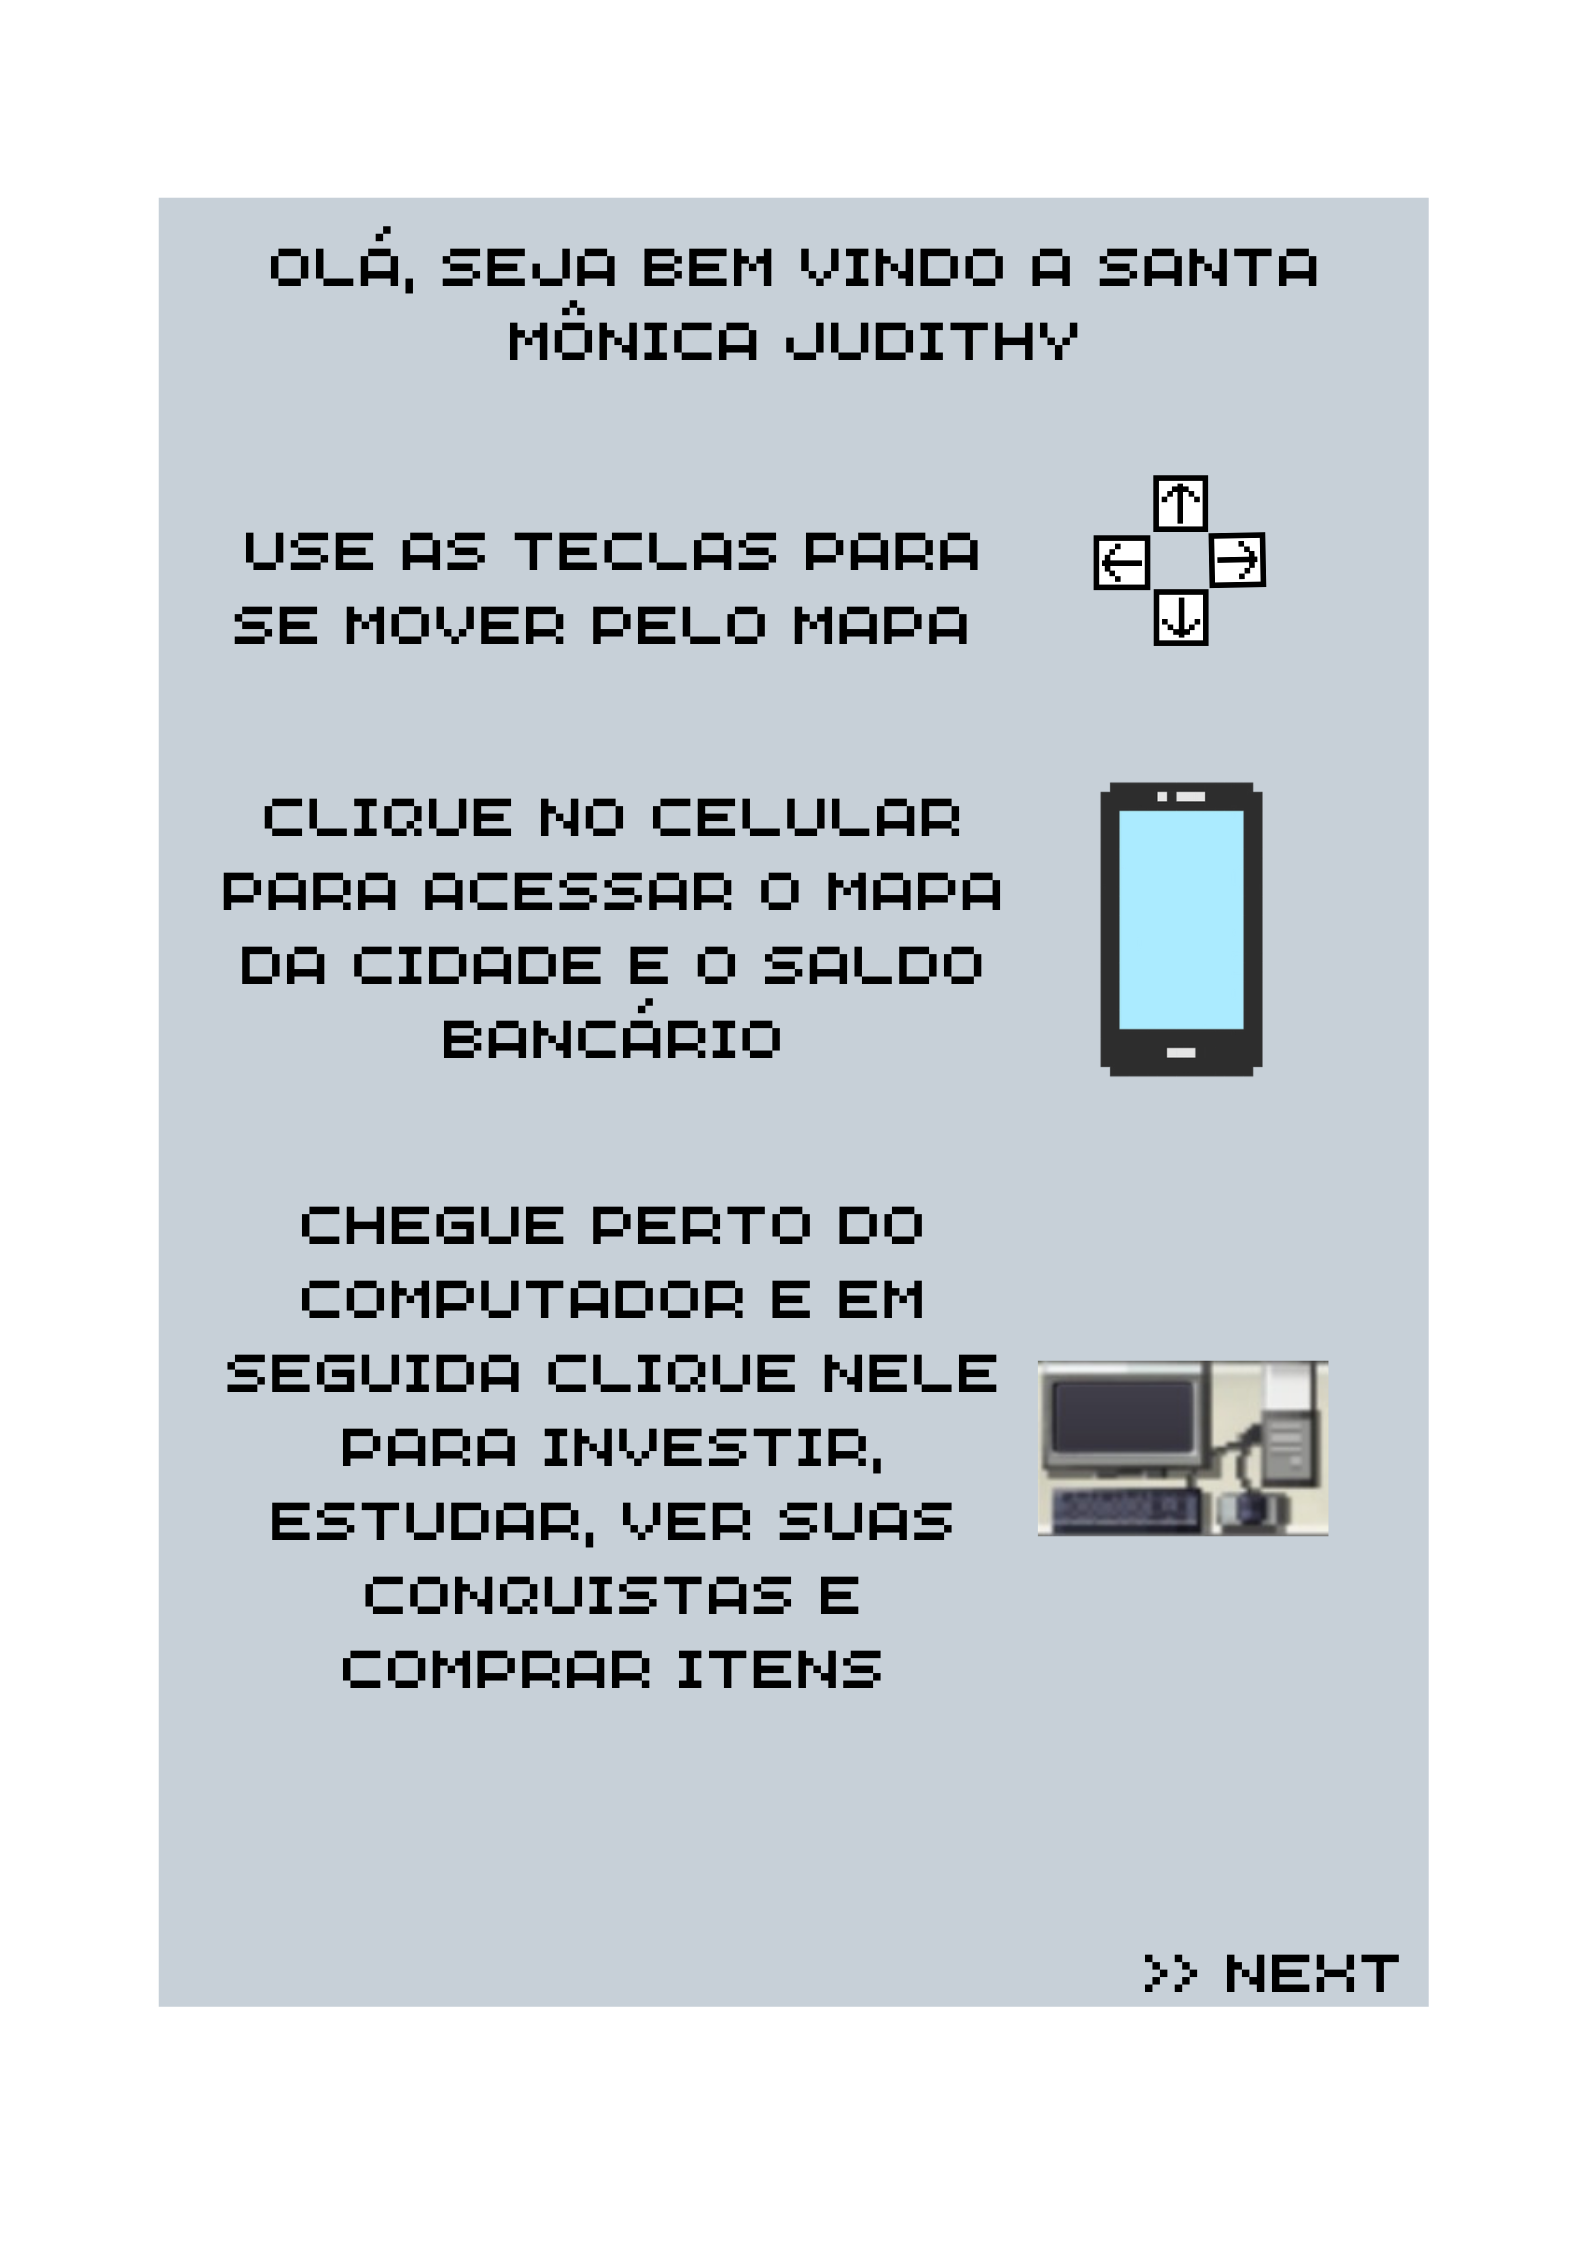 OLÁ, SEJA BEM VINDO A SANTA
MÔNICA JUDITHY
USE AS TECLAS PARA
SE MOVER PELO MAPA
CLIQUE NO CELULAR
PARA ACESSAR O MAPA
DA CIDADE E O SALDO
BANCÁRIO
CHEGUE PERTO DO
COMPUTADOR E EM
SEGUIDA CLIQUE NELE
PARA INVESTIR,
ESTUDAR, VER SUAS
CONQUISTAS E
COMPRAR ITENS
>> NEXT